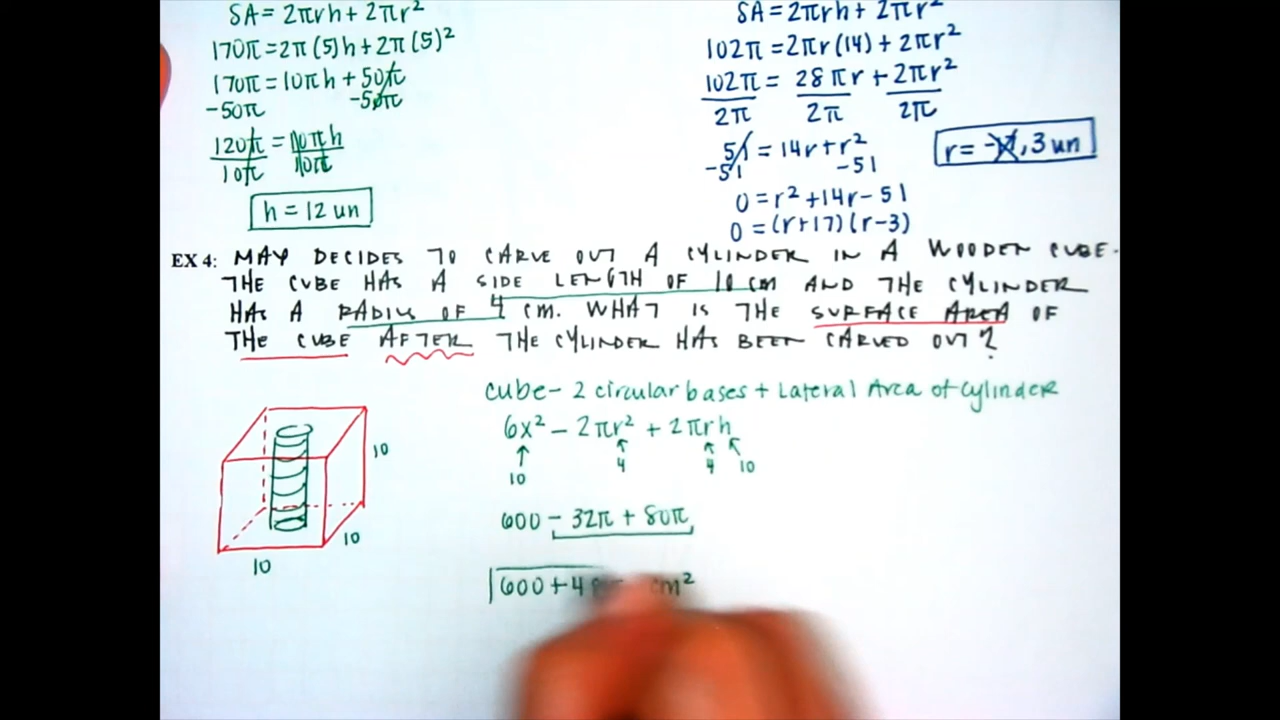 SA = 2πrh + 2πr²
170π = 2π(5)h + 2π(5)²
170π = 10πh + 50π
-50π -50π
120π = 10πh
10π 10π
h = 12 un
SA = 2πrh + 2πr²
102π = 2πr(14) + 2πr²
102π = 28πr + 2πr²
2π 2π 2π
51 = 14r + r²
-51 -51
0 = r² + 14r - 51
0 = (r+17)(r-3)
r = -17, 3 un
EX 4: MAY DECIDES TO CARVE OUT A CYLINDER IN A WOODEN CUBE.
THE CUBE HAS A SIDE LENGTH OF 10 CM AND THE CYLINDER
HAS A RADIUS OF 4 CM. WHAT IS THE SURFACE AREA OF
THE CUBE AFTER THE CYLINDER HAS BEEN CARVED OUT?
10
10
10
cube - 2 circular bases + Lateral Area of cylinder
6x² - 2πr² + 2πrh
10 4 4 10
600 - 32π + 80π
600 + 48 cm²